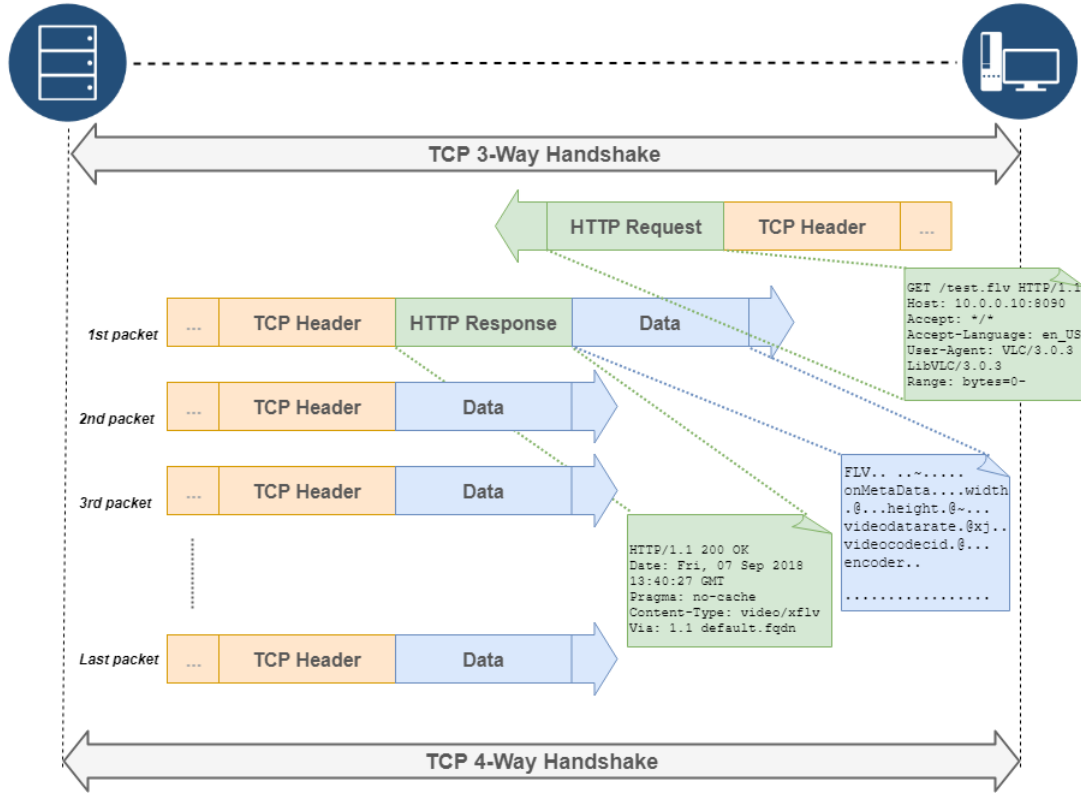 TCP 3-Way Handshake
HTTP Request
TCP Header
...
GET /test.flv HTTP/1.1
Host: 10.0.0.10:8090
Accept: */*
Accept-Language: en_US
User-Agent: VLC/3.0.3
LibVLC/3.0.3
Range: bytes=0-
1st packet
...
TCP Header
HTTP Response
Data
2nd packet
...
TCP Header
Data
3rd packet
...
TCP Header
Data
FLV.. ..~.....
onMetaData....width
.@...height.@~...
videodatarate.@xj..
videocodecid.@...
encoder..
.................
HTTP/1.1 200 OK
Date: Fri, 07 Sep 2018
13:40:27 GMT
Pragma: no-cache
Content-Type: video/xflv
Via: 1.1 default.fqdn
Last packet
...
TCP Header
Data
TCP 4-Way Handshake